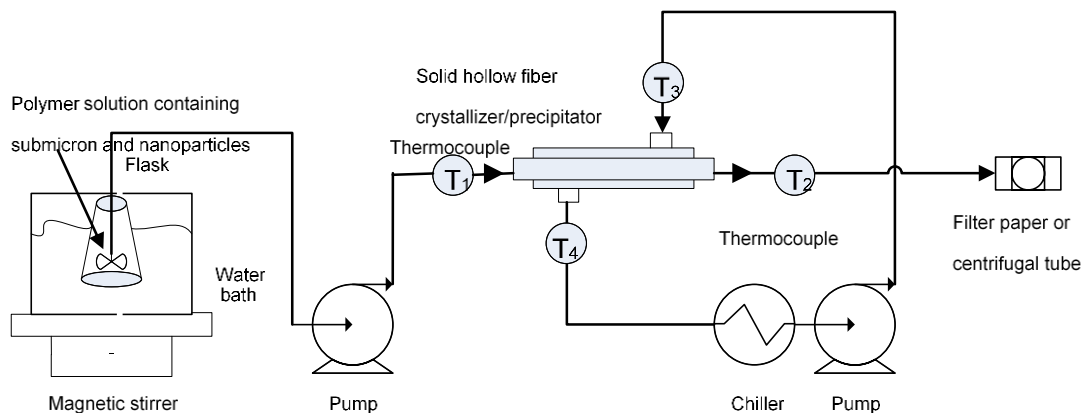 Solid hollow fiber
crystallizer/precipitator
Thermocouple
Polymer solution containing
submicron and nanoparticles
Flask
T1
T2
T3
T4
Thermocouple
Filter paper or
centrifugal tube
Water
bath
Magnetic stirrer
Pump
Chiller
Pump